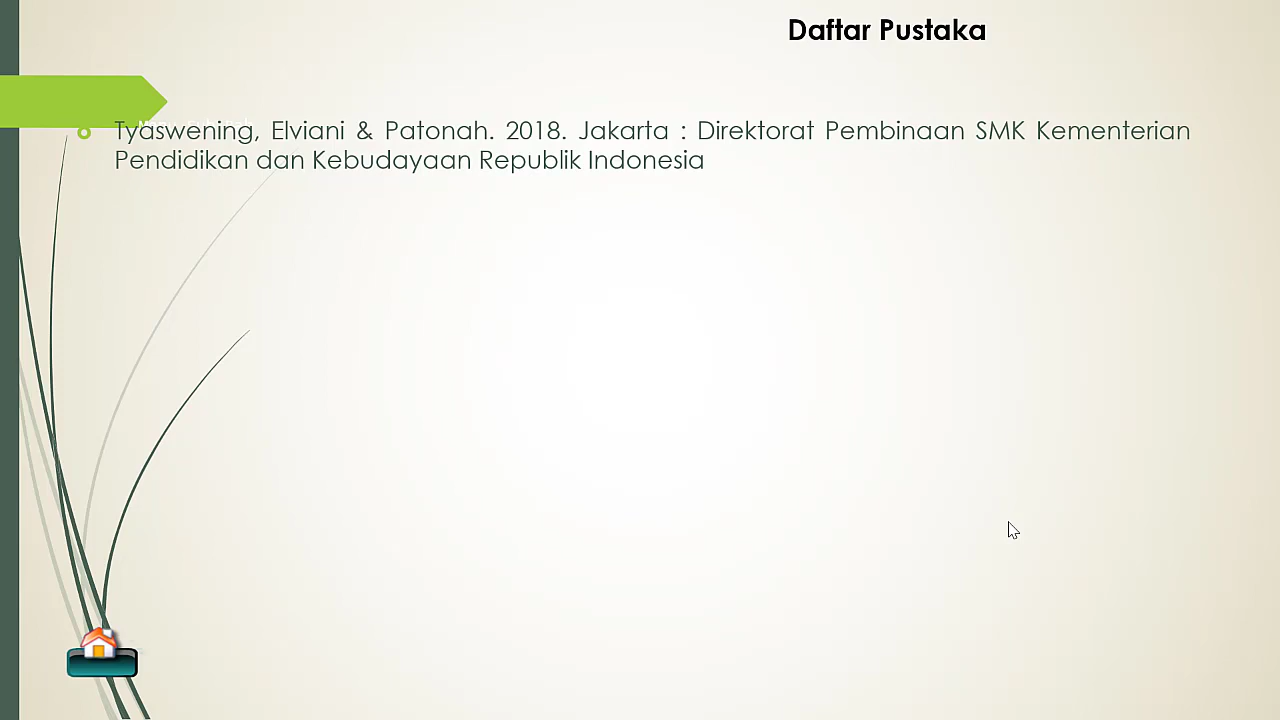 Daftar Pustaka
Tyaswening, Elviani & Patonah. 2018. Jakarta : Direktorat Pembinaan SMK Kementerian
Pendidikan dan Kebudayaan Republik Indonesia